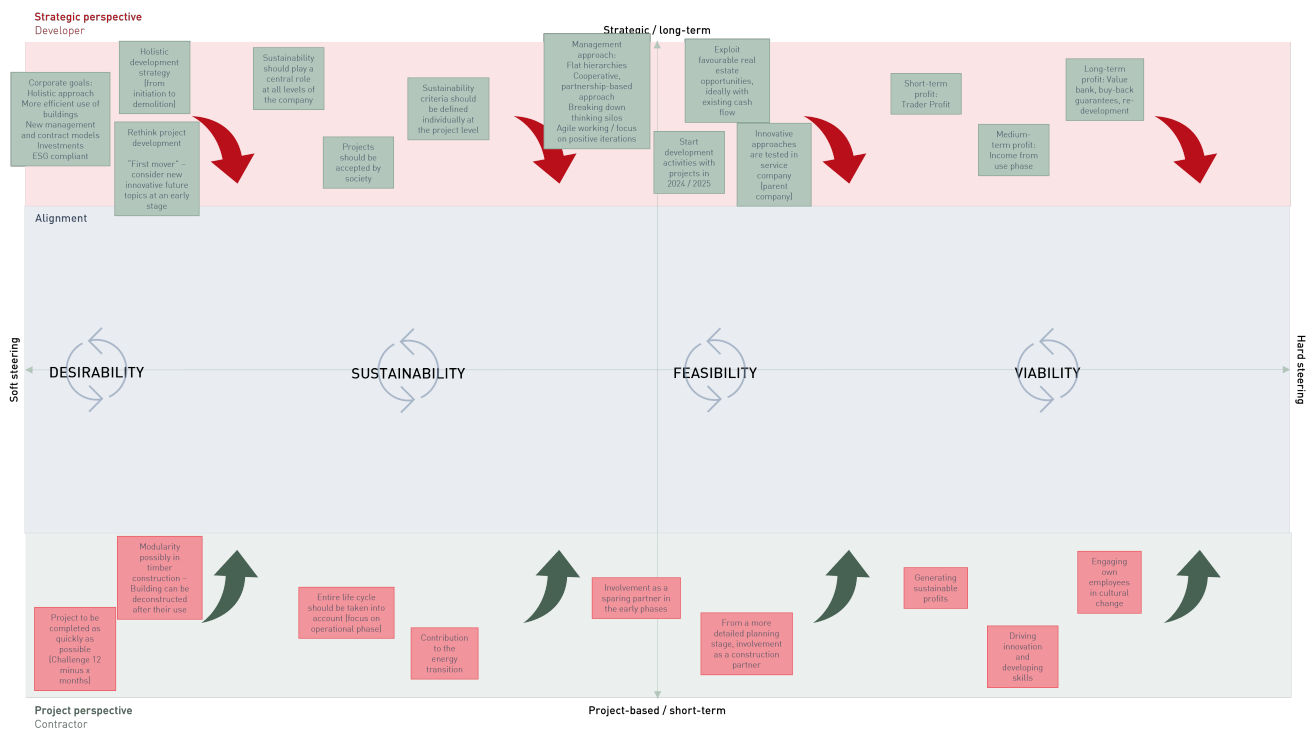 Strategic perspective
Developer
Strategic / long-term
Corporate goals:
Holistic approach
More efficient use of
buildings
New management
and contract models
Investments
ESG compliant
Holistic
development
strategy
(from
initiation to
demolition)
Rethink project
development
"First mover" –
consider new
innovative future
topics at an early
stage
Sustainability
should play a
central role
at all levels of
the company
Projects
should be
accepted by
society
Sustainability
criteria should
be defined
individually at
the project level
Management
approach:
Flat hierarchies
Cooperative,
partnership-based
approach
Breaking down
thinking silos
Agile working / focus
on positive iterations
Exploit
favourable real
estate
opportunities,
ideally with
existing cash
flow
Start
development
activities with
projects in
2024 / 2025
Innovative
approaches
are tested in
service
company
(parent
company)
Short-term
profit:
Trader Profit
Medium-
term profit:
Income from
use phase
Long-term
profit: Value
bank, buy-back
guarantees, re-
development
Alignment
Soft steering
DESIRABILITY
SUSTAINABILITY
FEASIBILITY
VIABILITY
Hard steering
Modularity
possibly in
timber
construction –
Building can be
deconstructed
after their use
Project to be
completed as
quickly as
possible
(Challenge 12
minus x
months)
Entire life cycle
should be taken into
account (focus on
operational phase)
Contribution
to the
energy
transition
Involvement as a
sparing partner in
the early phases
From a more
detailed planning
stage, involvement
as a construction
partner
Generating
sustainable
profits
Driving
innovation
and
developing
skills
Engaging
own
employees
in cultural
change
Project perspective
Contractor
Project-based / short-term